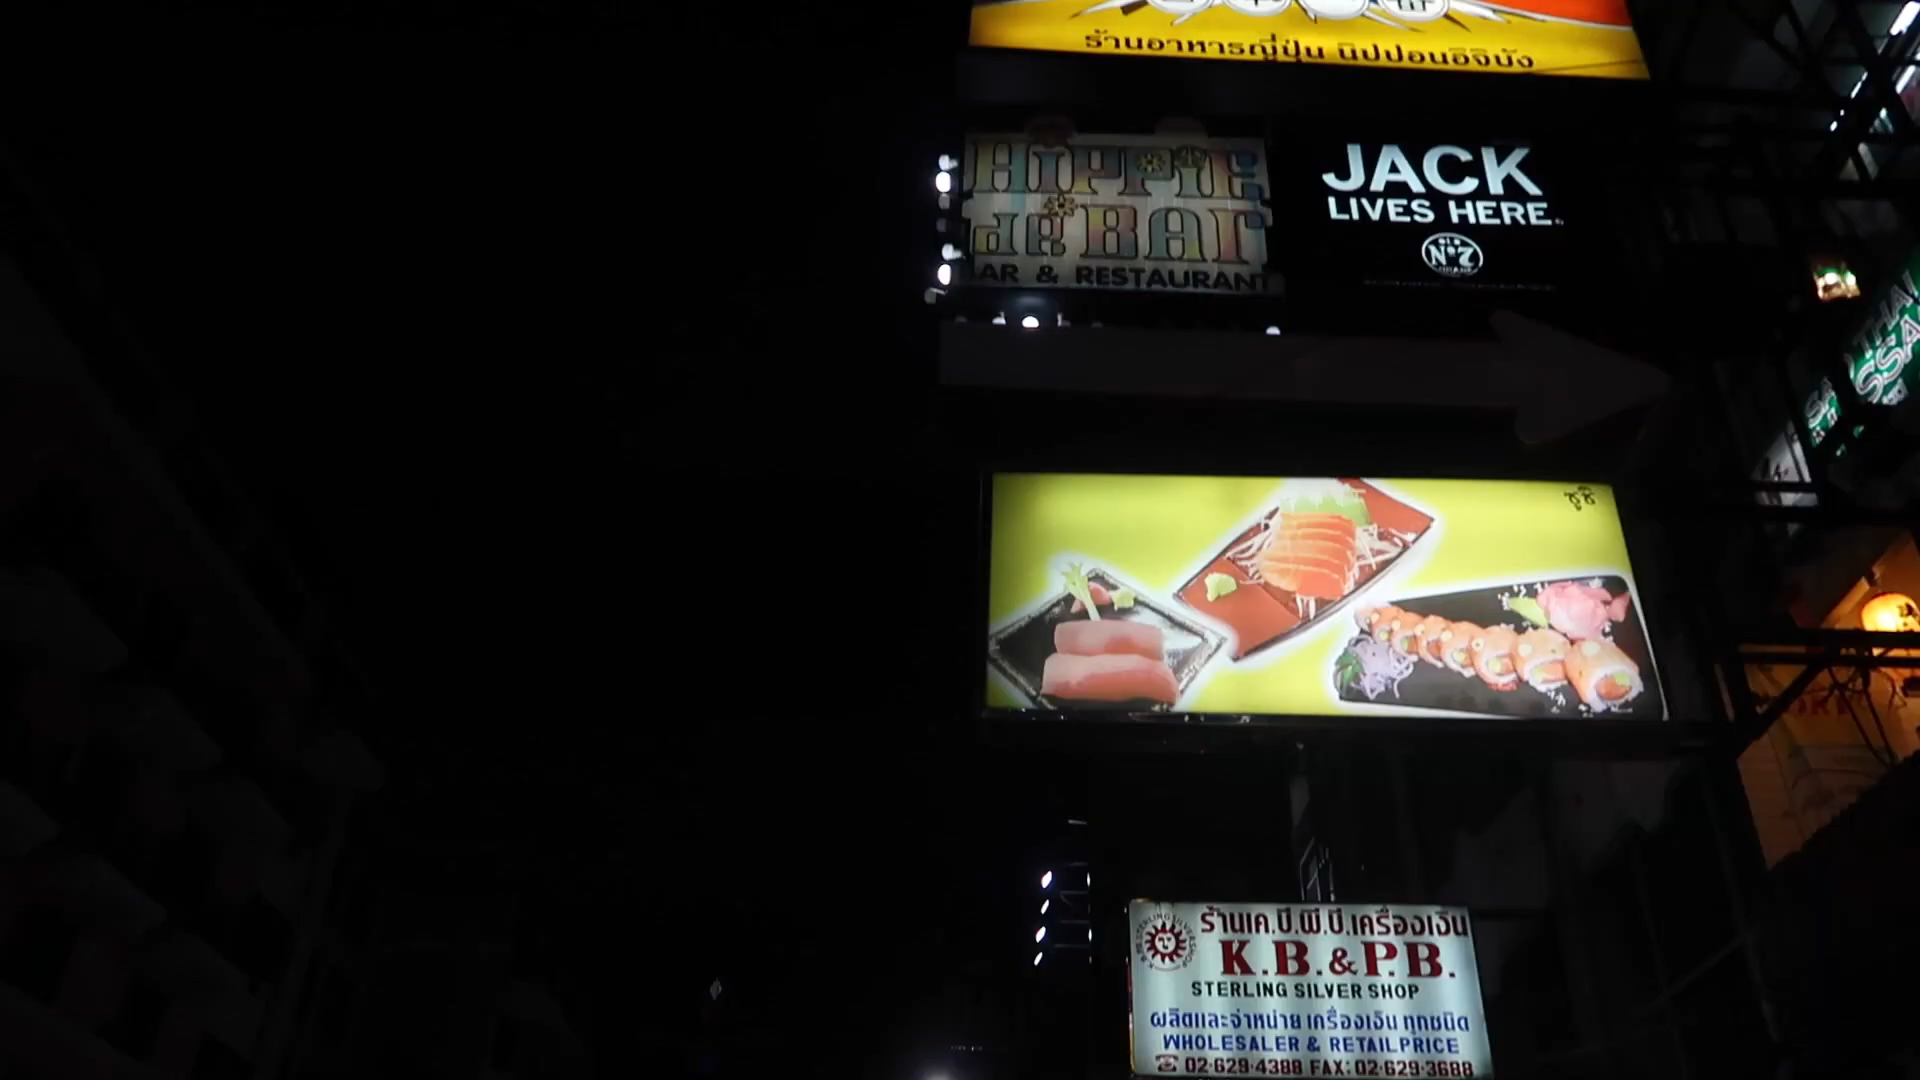 ร้านอาหารญี่ปุ่น นิปปอนอิจิบัง
HIPPIE
de BAR
BAR & RESTAURANT
JACK
LIVES HERE.
Nº7
THAI
ร้านเค.บี.พี.บี.เครื่องเงิน
K.B.&P.B.
STERLING SILVER SHOP
ผลิตและจำหน่าย เครื่องเงิน ทุกชนิด
WHOLESALER & RETAIL PRICE
02-629-4388 FAX: 02-629-3688